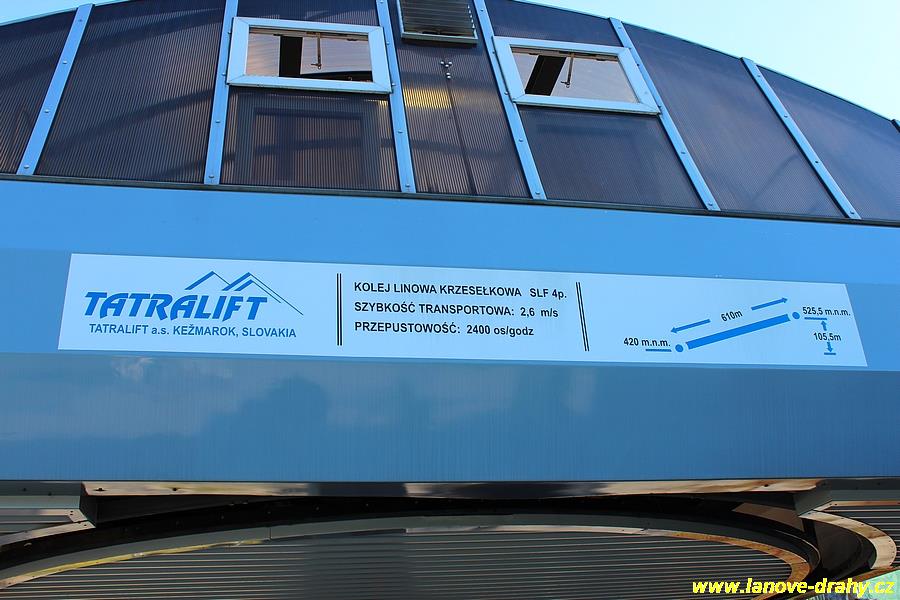 TATRALIFT
TATRALIFT a.s. KEŽMAROK, SLOVAKIA
KOLEJ LINOWA KRZESEŁKOWA SLF 4p.
SZYBKOŚĆ TRANSPORTOWA: 2,6 m/s
PRZEPUSTOWOŚĆ: 2400 os/godz
420 m.n.m.
610m
525,5 m.n.m.
105,5m
www.lanove-drahy.cz